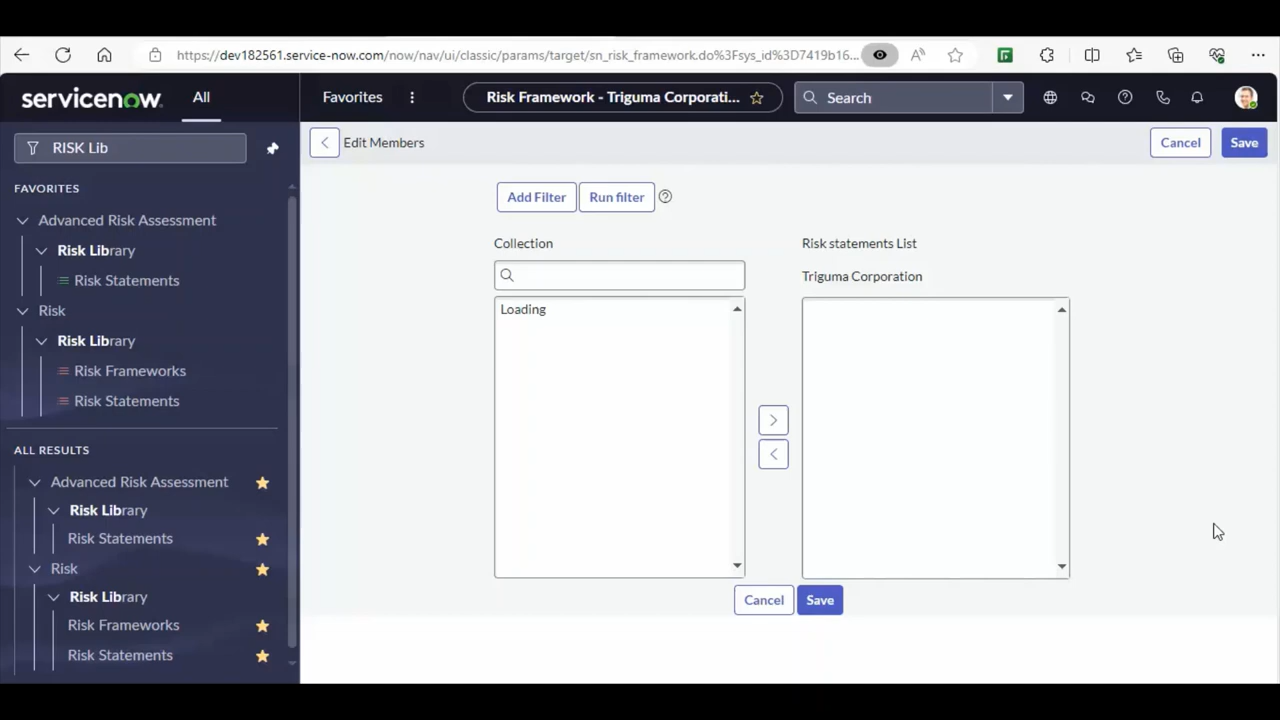 https://dev182561.service-now.com/now/nav/ui/classic/params/target/sn_risk_framework.do%3Fsys_id%3D7419b16...
servicenow
All
Favorites
Risk Framework - Triguma Corporati...
Search
RISK Lib
Edit Members
Cancel
Save
FAVORITES
Advanced Risk Assessment
Risk Library
Risk Statements
Risk
Risk Library
Risk Frameworks
Risk Statements
ALL RESULTS
Advanced Risk Assessment
Risk Library
Risk Statements
Risk
Risk Library
Risk Frameworks
Risk Statements
Add Filter
Run filter
Collection
Risk statements List
Triguma Corporation
Loading
Cancel
Save